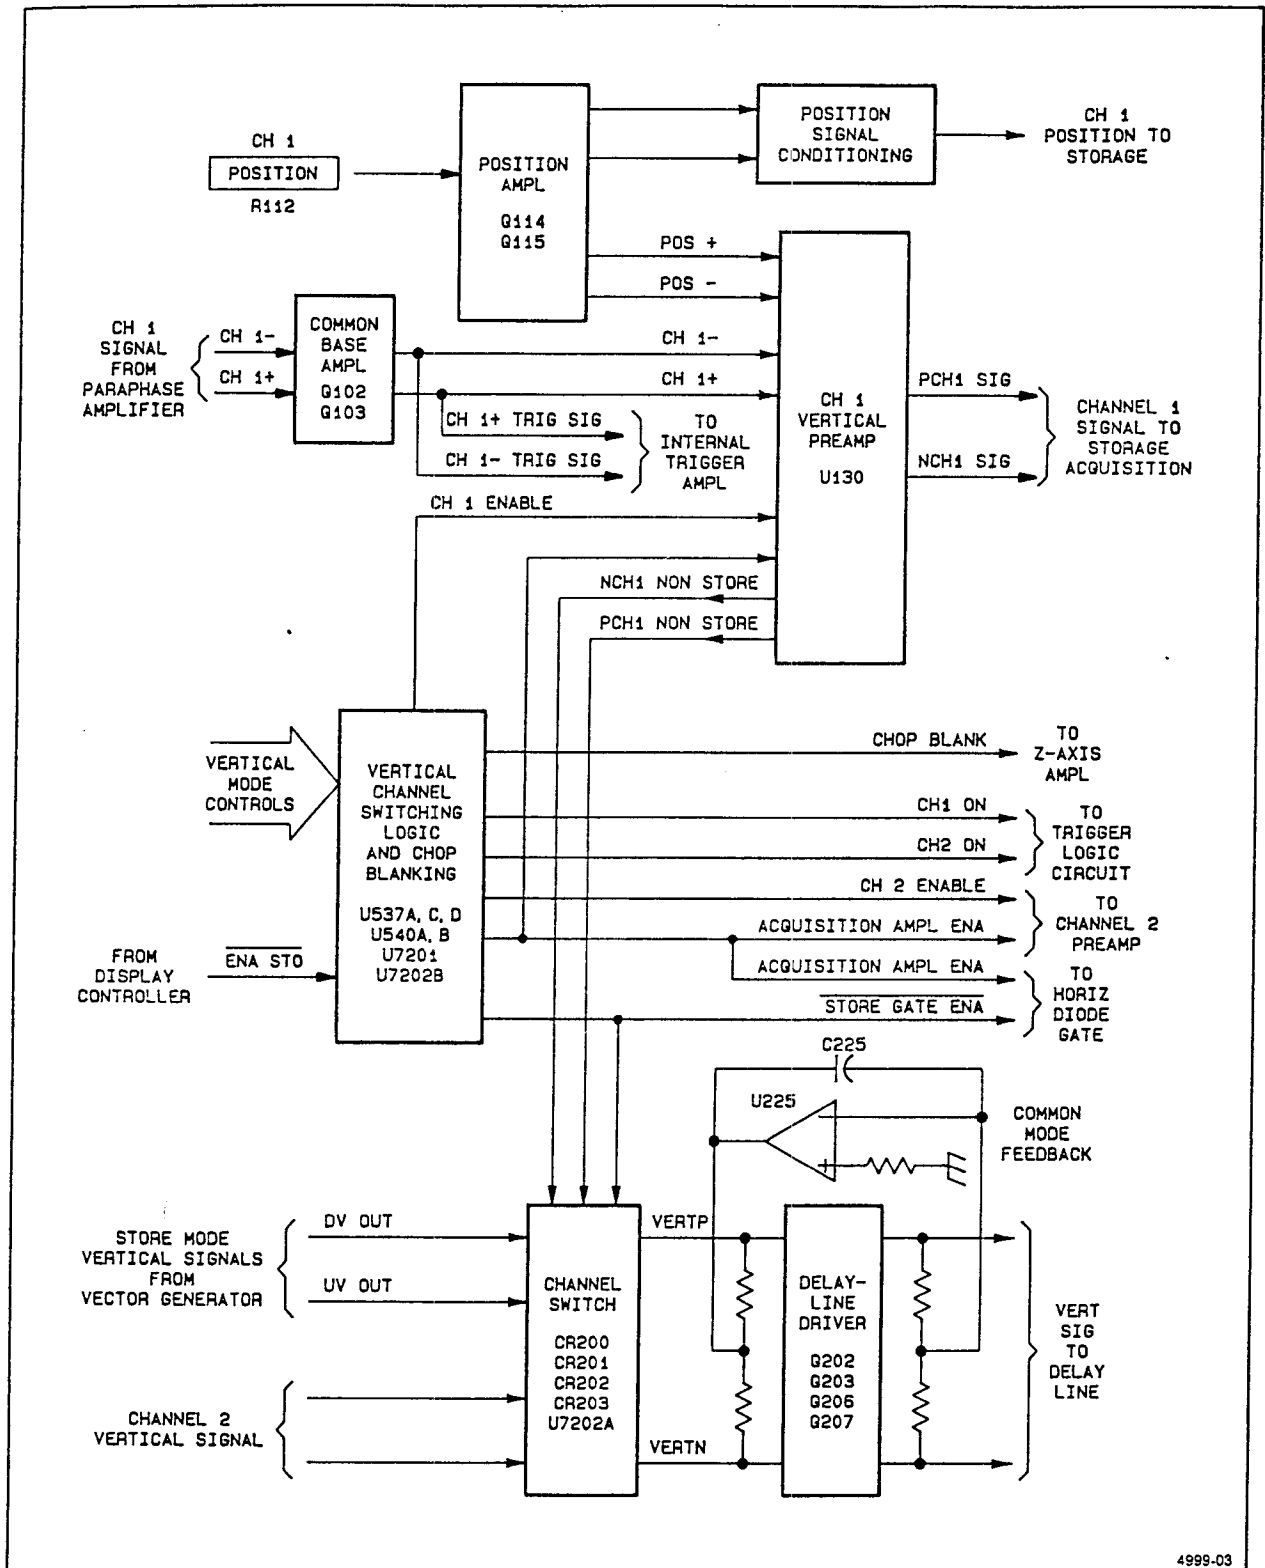 CH 1
POSITION
R112
POSITION
AMPL
Q114
Q115
POSITION
SIGNAL
CONDITIONING
CH 1
POSITION TO
STORAGE
POS +
POS -
CH 1
SIGNAL
FROM
PARAPHASE
AMPLIFIER
CH 1-
CH 1+
COMMON
BASE
AMPL
Q102
Q103
CH 1-
CH 1+
CH 1+ TRIG SIG
CH 1- TRIG SIG
TO
INTERNAL
TRIGGER
AMPL
CH 1
VERTICAL
PREAMP
U130
PCH1 SIG
NCH1 SIG
CHANNEL 1
SIGNAL TO
STORAGE
ACQUISITION
CH 1 ENABLE
NCH1 NON STORE
PCH1 NON STORE
VERTICAL
MODE
CONTROLS
FROM
DISPLAY
CONTROLLER
ENA STO
VERTICAL
CHANNEL
SWITCHING
LOGIC
AND CHOP
BLANKING
U537A, C, D
U540A, B
U7201
U7202B
CHOP BLANK
TO
Z-AXIS
AMPL
CH1 ON
CH2 ON
TO
TRIGGER
LOGIC
CIRCUIT
CH 2 ENABLE
ACQUISITION AMPL ENA
TO
CHANNEL 2
PREAMP
ACQUISITION AMPL ENA
STORE GATE ENA
TO
HORIZ
DIODE
GATE
C225
U225
-
+
COMMON
MODE
FEEDBACK
STORE MODE
VERTICAL SIGNALS
FROM
VECTOR GENERATOR
DV OUT
UV OUT
CHANNEL 2
VERTICAL SIGNAL
CHANNEL
SWITCH
CR200
CR201
CR202
CR203
U7202A
VERTP
VERTN
DELAY-
LINE
DRIVER
Q202
Q203
Q206
Q207
VERT
SIG
TO
DELAY
LINE
4999-03